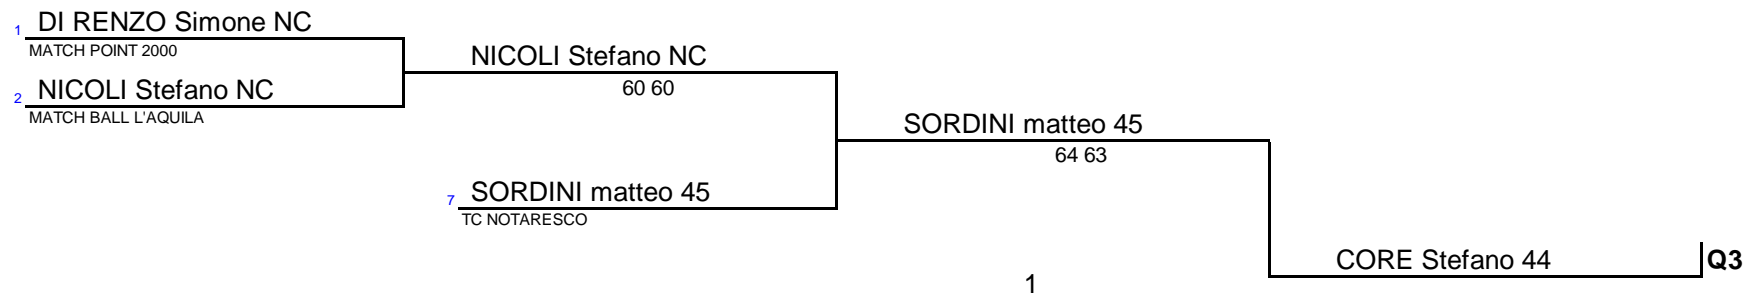 1 DI RENZO Simone NC
MATCH POINT 2000
NICOLI Stefano NC
60 60
2 NICOLI Stefano NC
MATCH BALL L'AQUILA
SORDINI matteo 45
64 63
7 SORDINI matteo 45
TC NOTARESCO
CORE Stefano 44 Q3
1